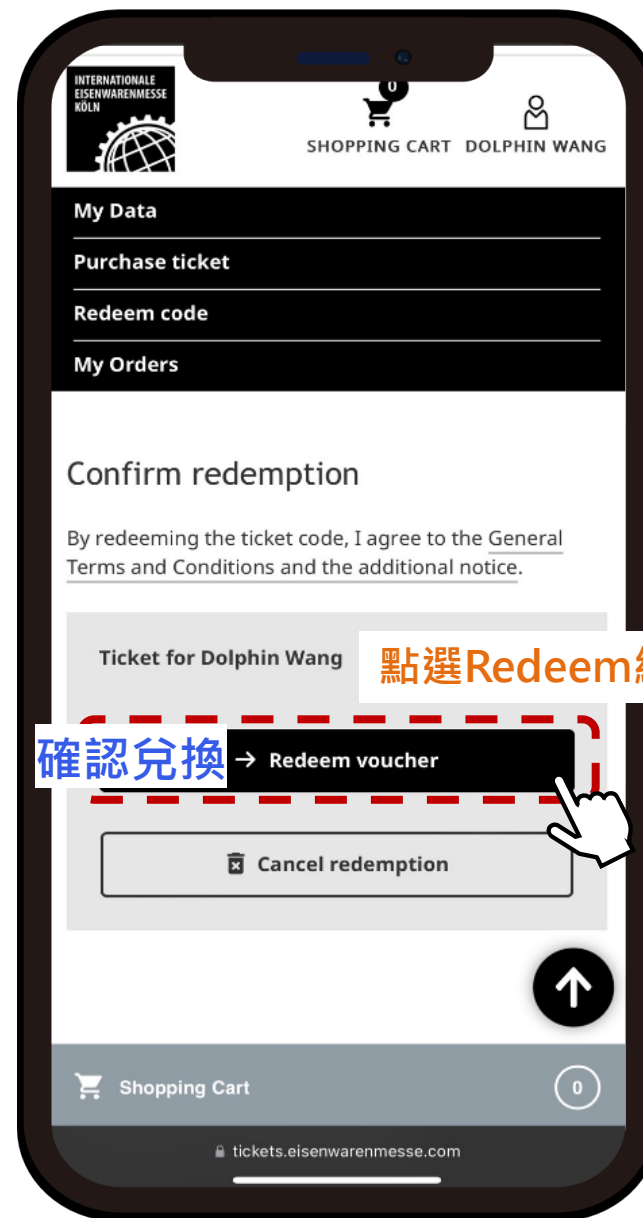 INTERNATIONALE
EISENWARENMESSE
KÖLN
0
SHOPPING CART DOLPHIN WANG
My Data
Purchase ticket
Redeem code
My Orders
Confirm redemption
By redeeming the ticket code, I agree to the General
Terms and Conditions and the additional notice.
Ticket for Dolphin Wang
點選Redeem
確認兌換
→ Redeem voucher
Cancel redemption
Shopping Cart
0
tickets.eisenwarenmesse.com